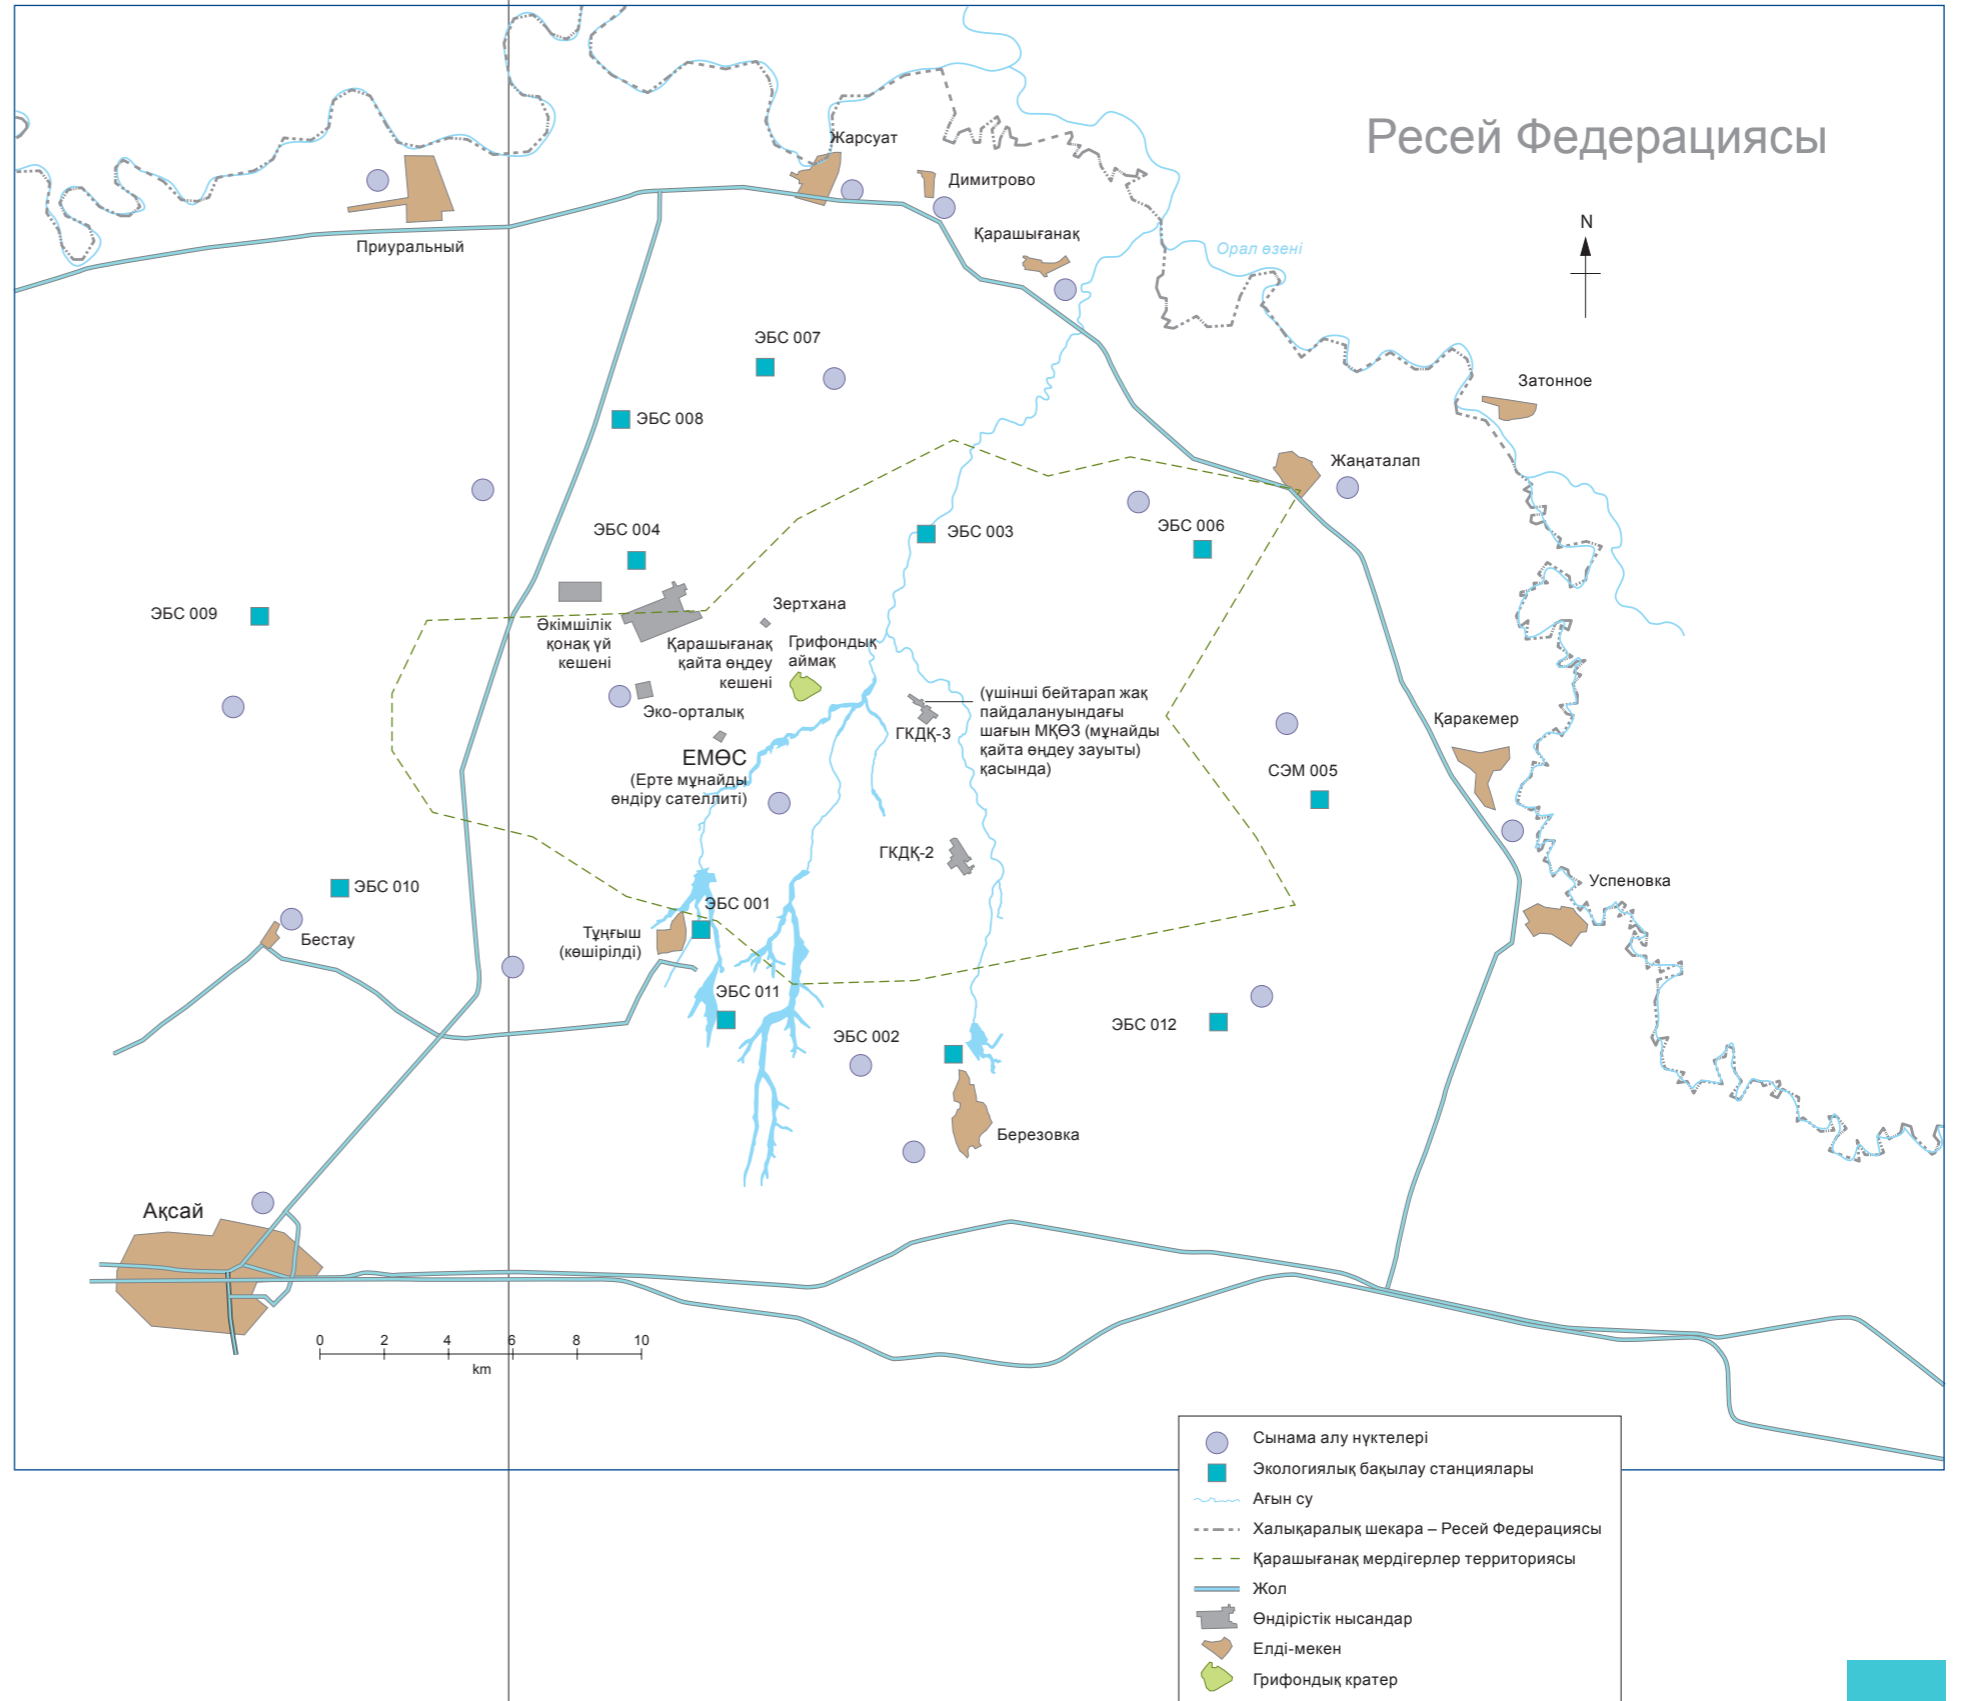 Ресей Федерациясы
Жарсуат
Димитрово
N
Приуральный
Қарашығанақ
Орал өзені
ЭБС 007
Затонное
ЭБС 008
Жаңаталап
ЭБС 004
ЭБС 003
ЭБС 006
ЭБС 009
Әкімшілік
қонақ үй
кешені
Зертхана
Қарашығанақ
қайта өңдеу
кешені
Грифондық
аймақ
Эко-орталық
(үшінші бейтарап жақ
пайдалануындағы
шағын МҚӨЗ (мұнайды
қайта өңдеу зауыты)
қасында)
ГКДҚ-3
Қаракемер
ЕМӨС
(Ерте мұнайды
өндіру сателлиті)
СЭМ 005
ГКДҚ-2
ЭБС 010
Успеновка
ЭБС 001
Бестау
Тұңғыш
(көшірілді)
ЭБС 011
ЭБС 002
ЭБС 012
Березовка
Ақсай
0 2 4 6 8 10
km
Сынама алу нүктелері
Экологиялық бақылау станциялары
Ағын су
Халықаралық шекара – Ресей Федерациясы
Қарашығанақ мердігерлер территориясы
Жол
Өндірістік нысандар
Елді-мекен
Грифондық кратер